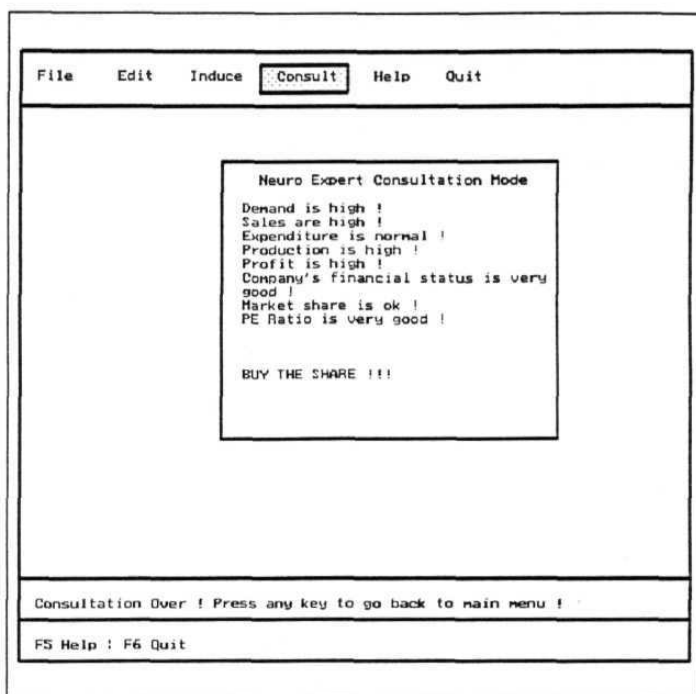 File Edit Induce Consult Help Quit
Neuro Expert Consultation Mode
Demand is high !
Sales are high !
Expenditure is normal !
Production is high !
Profit is high !
Company's financial status is very
good !
Market share is ok !
PE Ratio is very good !
BUY THE SHARE !!!
Consultation Over ! Press any key to go back to main menu !
F5 Help : F6 Quit